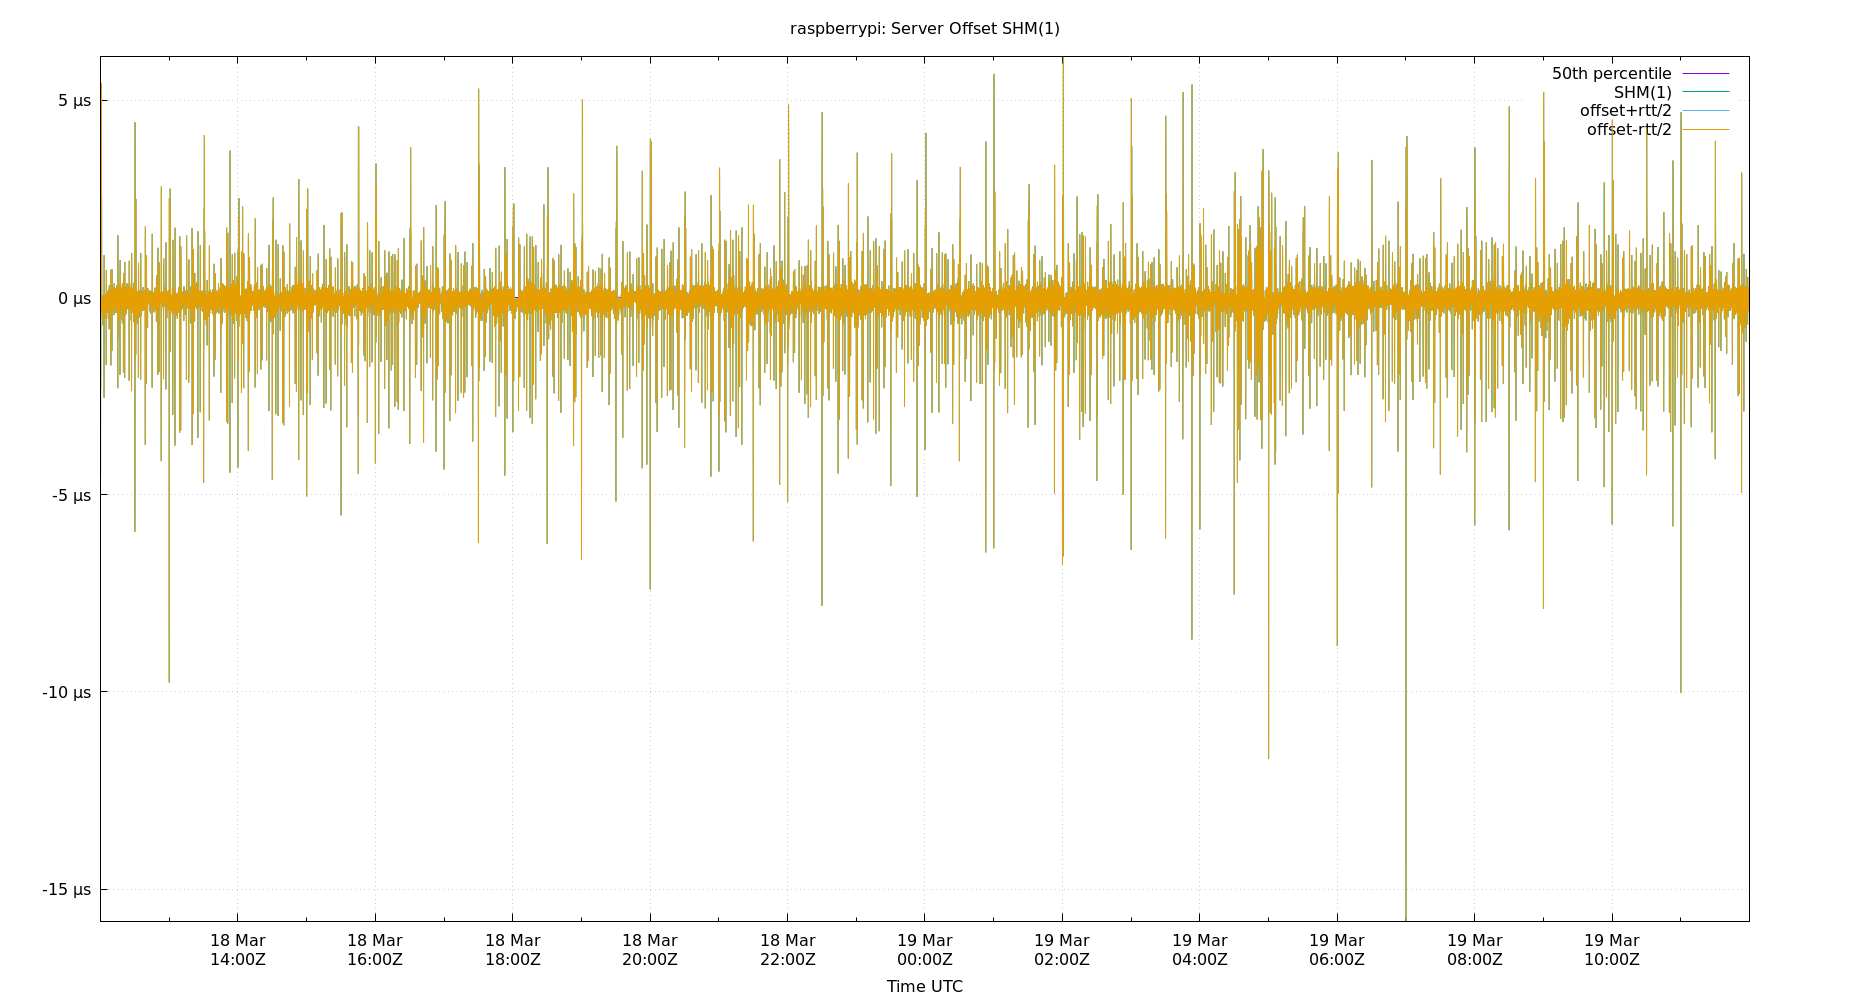 raspberrypi: Server Offset SHM(1)
50th percentile
SHM(1)
offset+rtt/2
offset-rtt/2
5 µs
0 µs
-5 µs
-10 µs
-15 µs
18 Mar 18 Mar 18 Mar 18 Mar 18 Mar 19 Mar 19 Mar 19 Mar 19 Mar 19 Mar 19 Mar
14:00Z 16:00Z 18:00Z 20:00Z 22:00Z 00:00Z 02:00Z 04:00Z 06:00Z 08:00Z 10:00Z
Time UTC